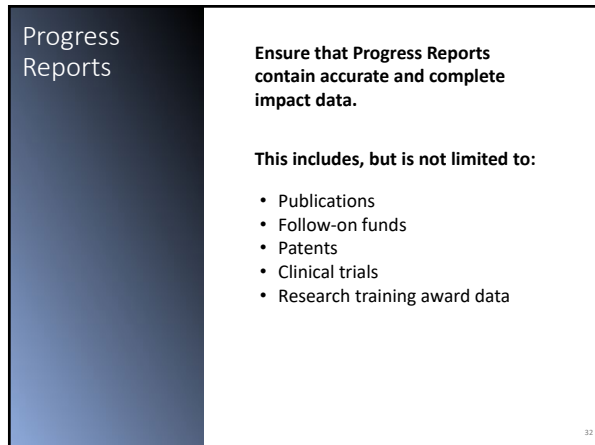 Progress
Reports
Ensure that Progress Reports
contain accurate and complete
impact data.
This includes, but is not limited to:
• Publications
• Follow-on funds
• Patents
• Clinical trials
• Research training award data
32